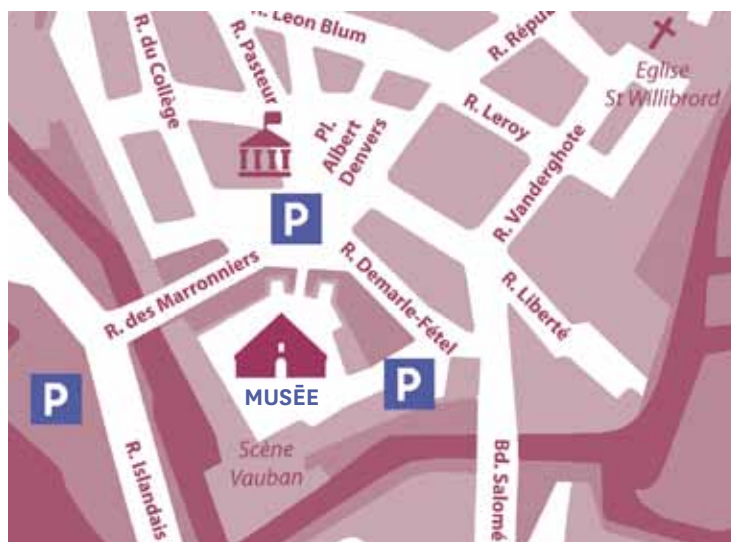 R. Leon Blum
R. du Collège
R. Pasteur
Pl.
Albert
Denvers
R. Répu
Eglise
St Willibrord
R. Leroy
R. Vanderghote
P
R. des Marronniers
R. Demarle-Fétel
R. Liberté
P
MUSĒE
P
R. Islandais
Scène
Vauban
Bd. Salomé